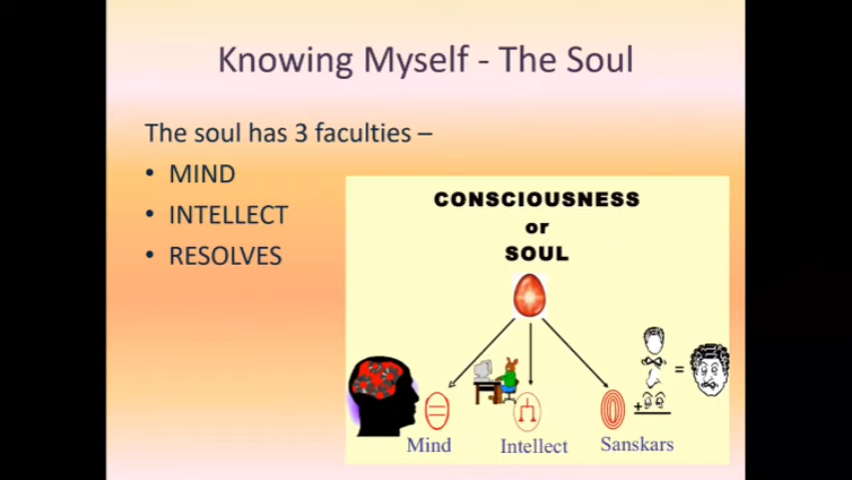 Knowing Myself - The Soul
The soul has 3 faculties –
• MIND
• INTELLECT
• RESOLVES
CONSCIOUSNESS
or
SOUL
+
=
Mind
Intellect
Sanskars